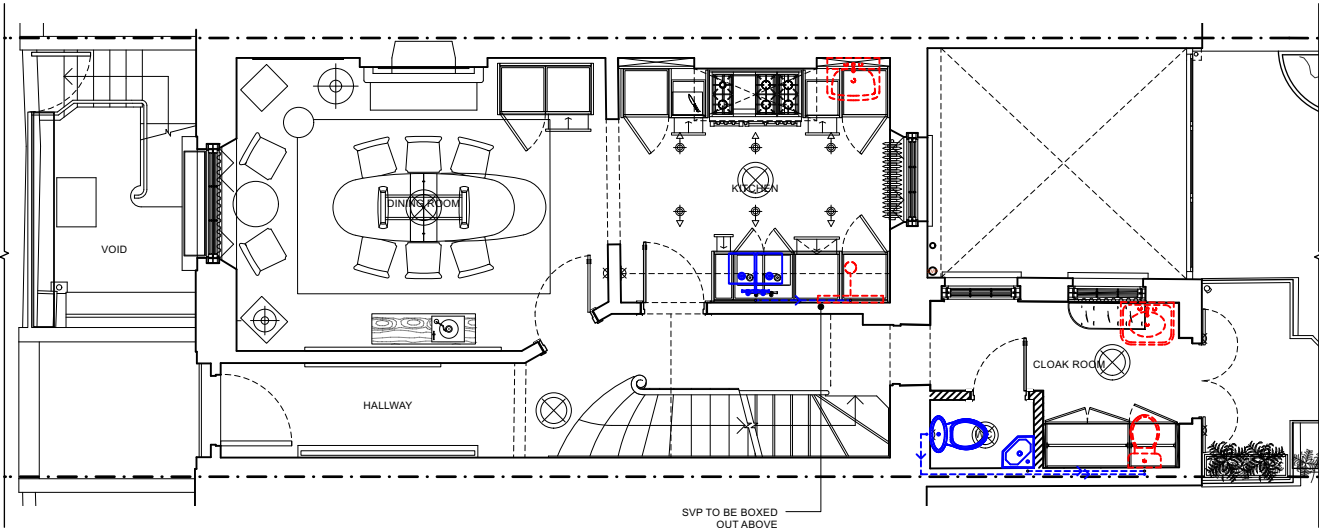 KITCHEN
DINING ROOM
VOID
CLOAK ROOM
HALLWAY
SVP TO BE BOXED
OUT ABOVE